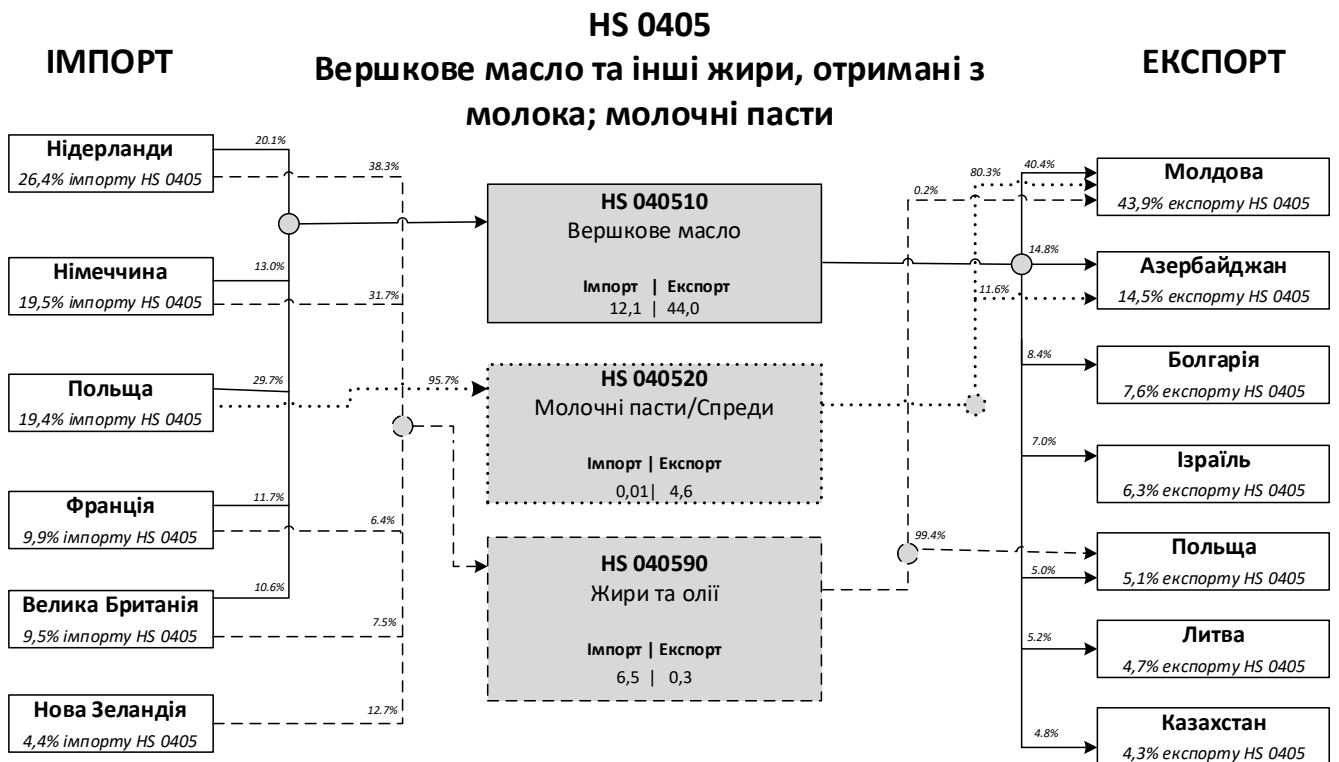 HS 0405
Вершкове масло та інші жири, отримані з
молока; молочні пасти
ІМПОРТ
ЕКСПОРТ
Нідерланди
26,4% імпорту HS 0405
20.1%
38.3%
Німеччина
19,5% імпорту HS 0405
13.0%
31.7%
Польща
19,4% імпорту HS 0405
29.7%
95.7%
Франція
9,9% імпорту HS 0405
11.7%
6.4%
Велика Британія
9,5% імпорту HS 0405
10.6%
7.5%
Нова Зеландія
4,4% імпорту HS 0405
12.7%
HS 040510
Вершкове масло
Імпорт | Експорт
12,1 | 44,0
HS 040520
Молочні пасти/Спреди
Імпорт | Експорт
0,01| 4,6
HS 040590
Жири та олії
Імпорт | Експорт
6,5 | 0,3
0.2%
80.3%
40.4%
Молдова
43,9% експорту HS 0405
14.8%
11.6%
Азербайджан
14,5% експорту HS 0405
8.4%
Болгарія
7,6% експорту HS 0405
7.0%
Ізраїль
6,3% експорту HS 0405
99.4%
5.0%
Польща
5,1% експорту HS 0405
5.2%
Литва
4,7% експорту HS 0405
4.8%
Казахстан
4,3% експорту HS 0405